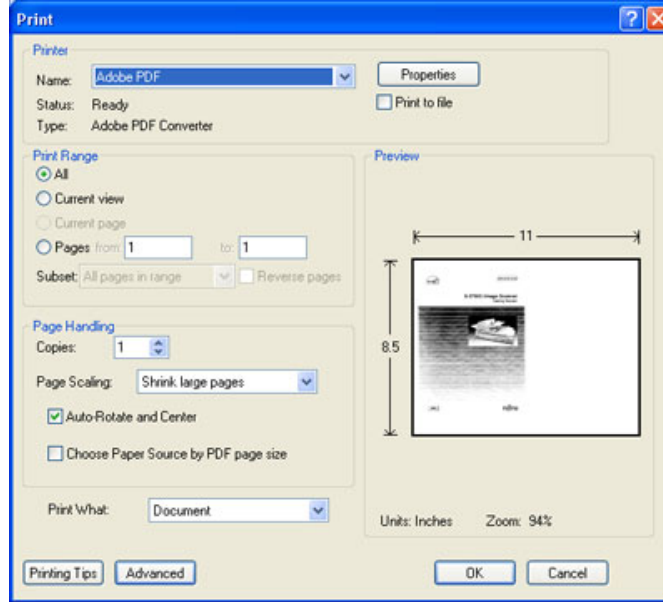 Print
Printer
Name: Adobe PDF Properties
Status: Ready Print to file
Type: Adobe PDF Converter
Print Range
All
Current view
Current page
Pages from: 1 to: 1
Subset: All pages in range Reverse pages
Page Handling
Copies: 1
Page Scaling: Shrink large pages
Auto-Rotate and Center
Choose Paper Source by PDF page size
Print What: Document
Preview
11
8.5
Units: Inches Zoom: 94%
Printing Tips Advanced OK Cancel